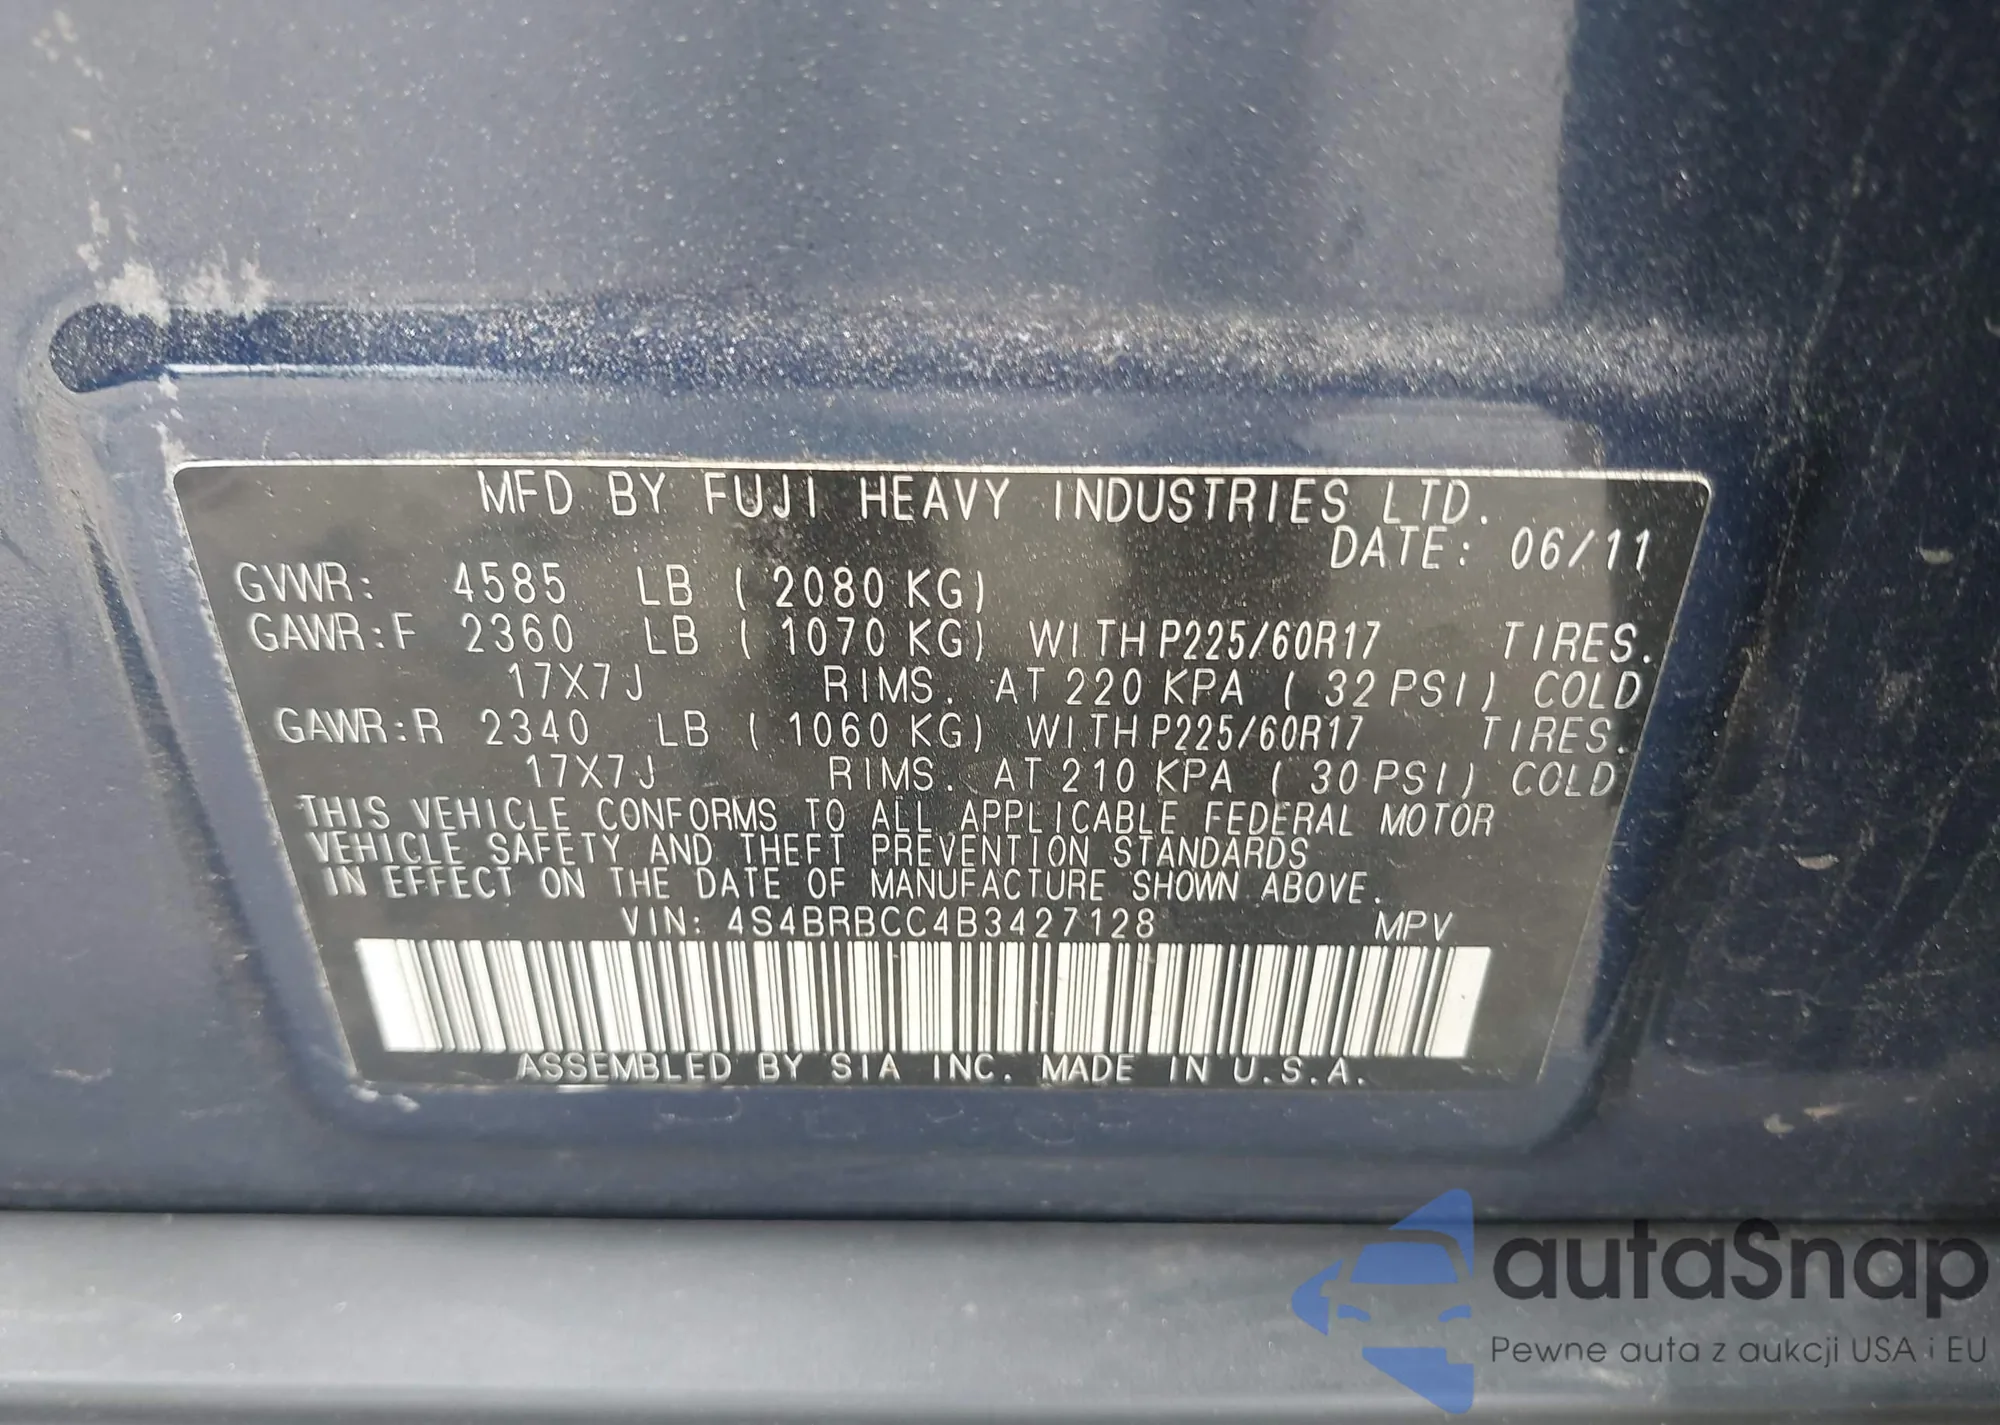 MFD BY FUJI HEAVY INDUSTRIES LTD.
DATE: 06/11
GVWR: 4585 LB ( 2080 KG)
GAWR:F 2360 LB ( 1070 KG) WITH P225/60R17 TIRES.
17X7J RIMS. AT 220 KPA ( 32 PSI) COLD
GAWR:R 2340 LB ( 1060 KG) WITH P225/60R17 TIRES.
17X7J RIMS. AT 210 KPA ( 30 PSI) COLD
THIS VEHICLE CONFORMS TO ALL APPLICABLE FEDERAL MOTOR
VEHICLE SAFETY AND THEFT PREVENTION STANDARDS
IN EFFECT ON THE DATE OF MANUFACTURE SHOWN ABOVE.
VIN: 4S4BRBCC4B3427128 MPV
ASSEMBLED BY SIA INC. MADE IN U.S.A.
autaSnap
Pewne auta z aukcji USA i EU